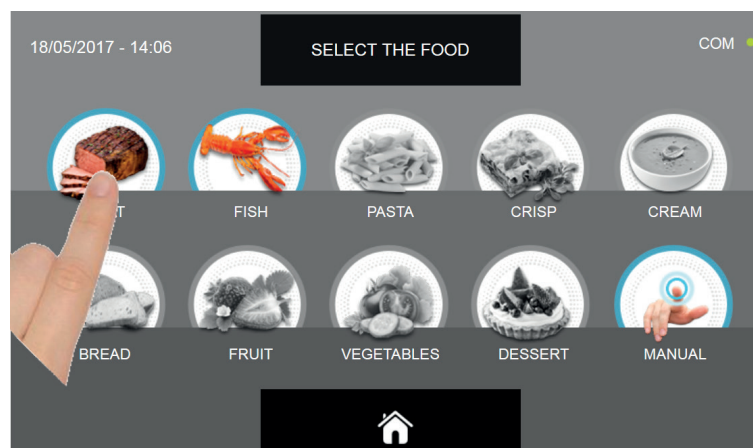 18/05/2017 - 14:06
SELECT THE FOOD
COM
FISH
PASTA
CRISP
CREAM
BREAD
FRUIT
VEGETABLES
DESSERT
MANUAL